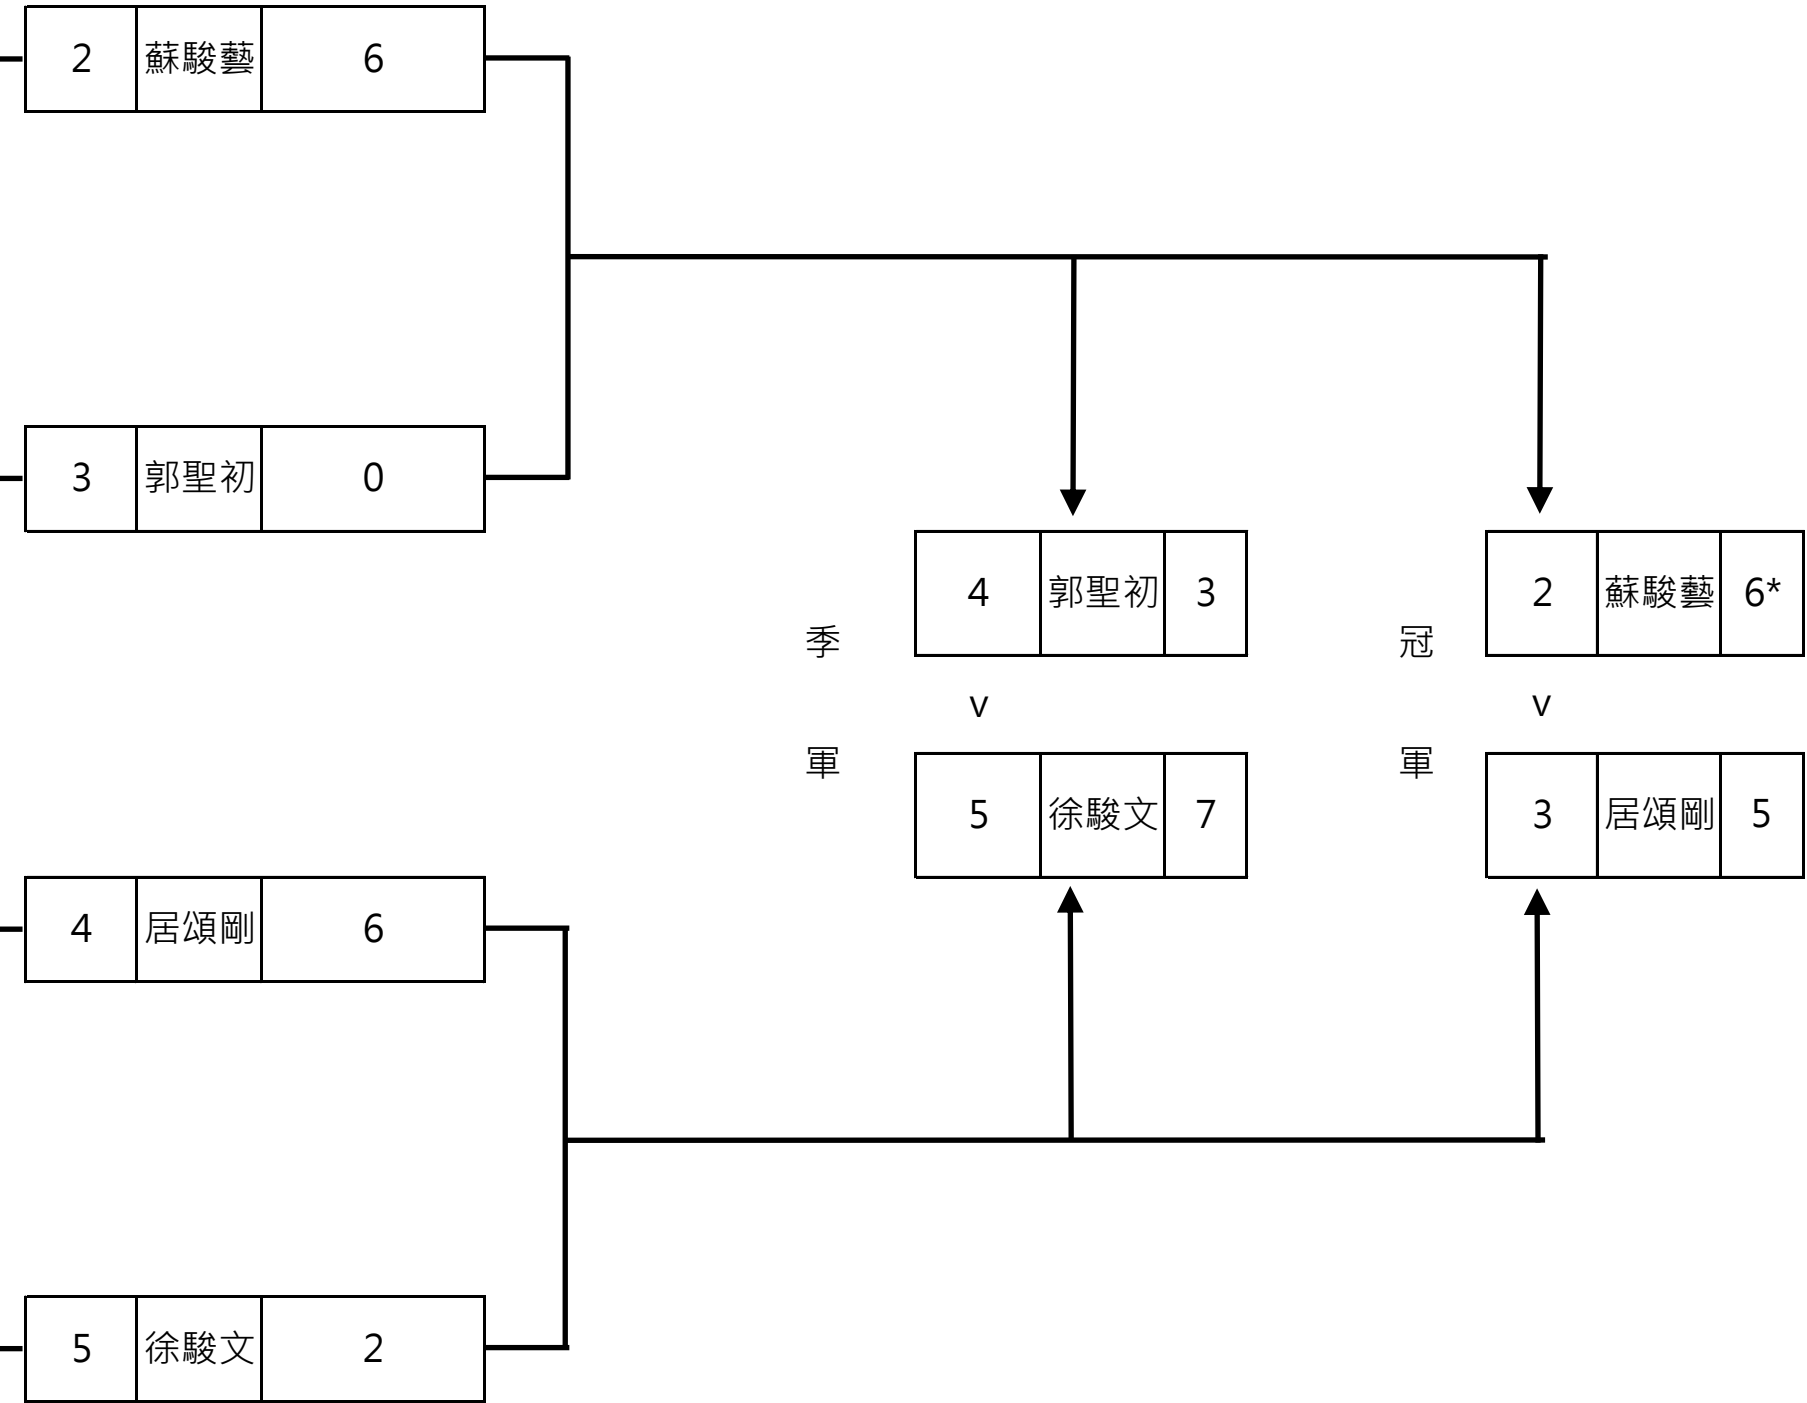 2 蘇駿藝 6
3 郭聖初 0
4 郭聖初 3
2 蘇駿藝 6*
季
冠
v
v
軍
軍
5 徐駿文 7
3 居頌剛 5
4 居頌剛 6
5 徐駿文 2